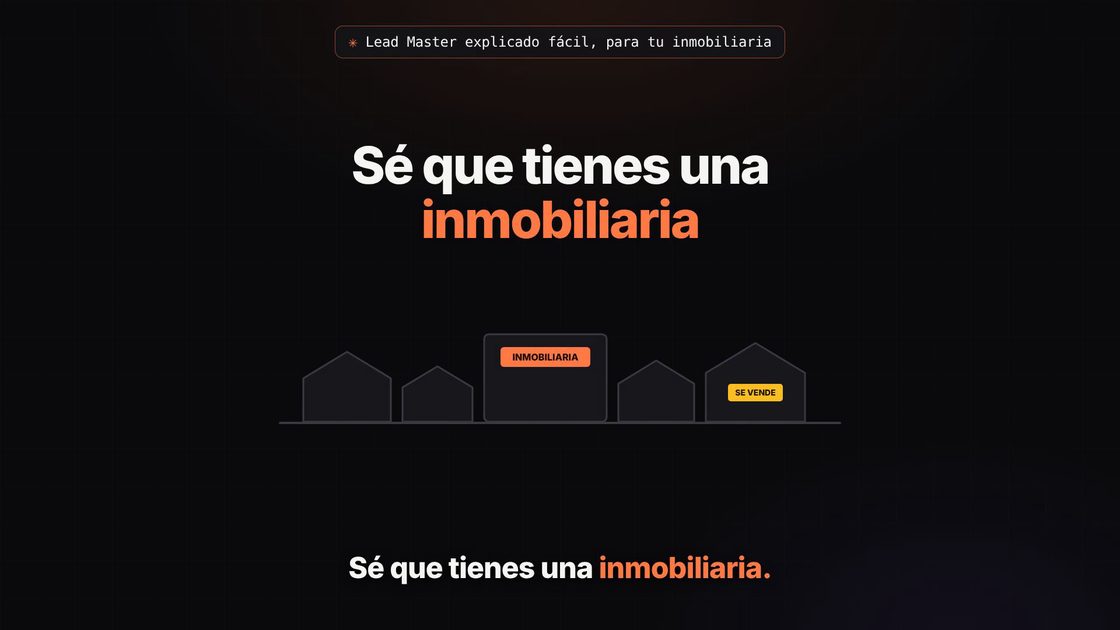 ✳ Lead Master explicado fácil, para tu inmobiliaria
Sé que tienes una
inmobiliaria
INMOBILIARIA
SE VENDE
Sé que tienes una inmobiliaria.